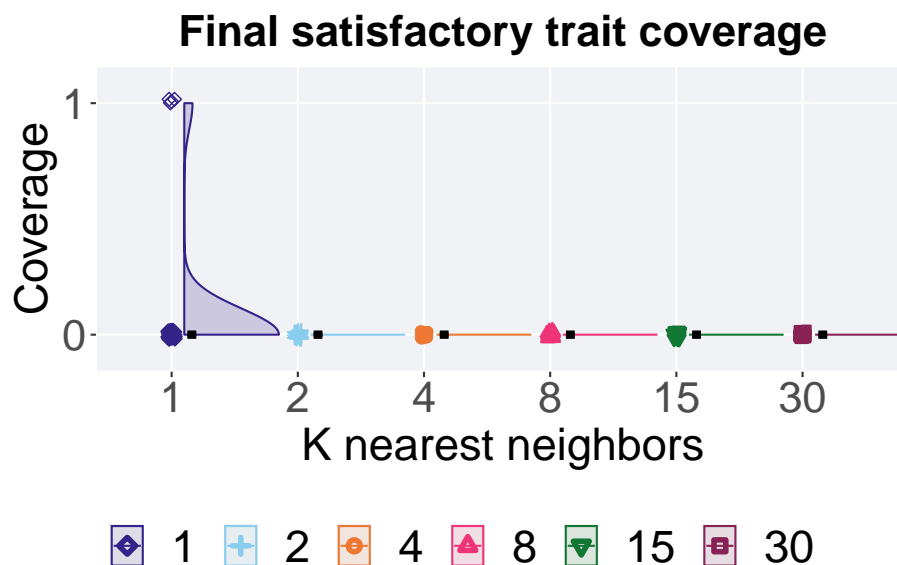 Final satisfactory trait coverage
Coverage
1
0
1 2 4 8 15 30
K nearest neighbors
1 2 4 8 15 30